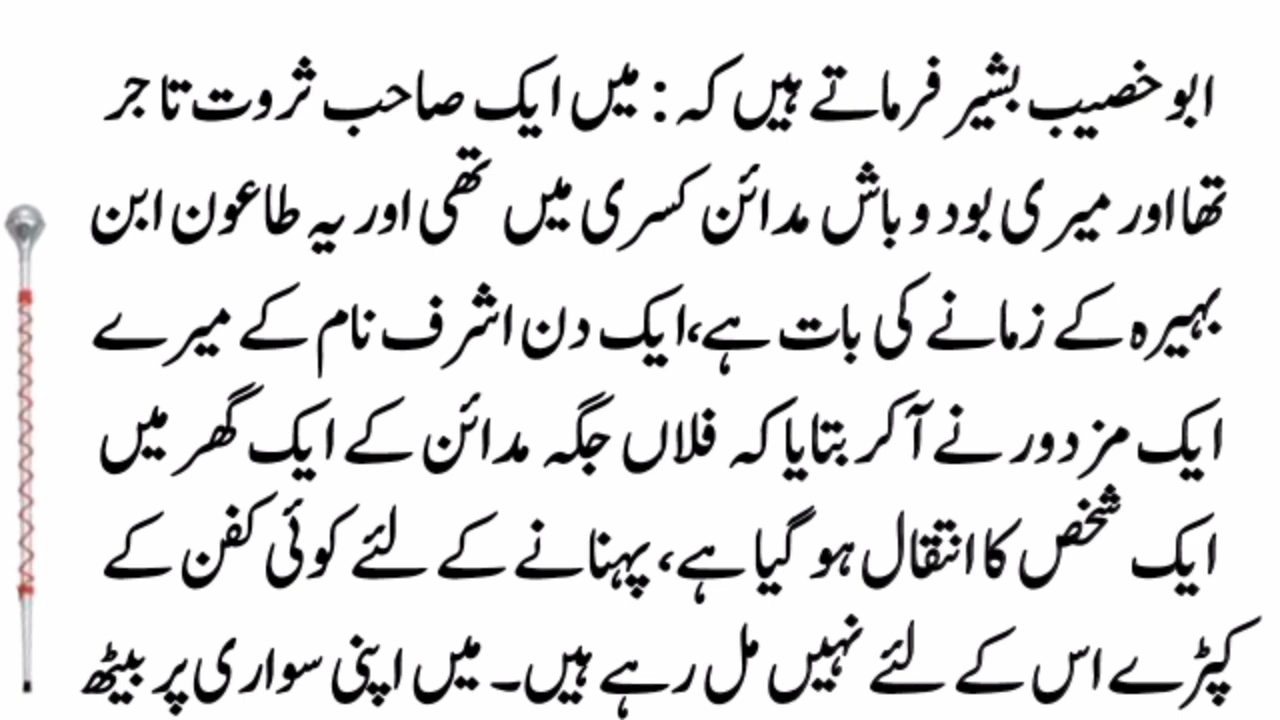 ابو خصیب بشیر فرماتے ہیں کہ : میں ایک صاحب ثروت تاجر
تھا اور میری بود و باش مدائن کسری میں تھی اور یہ طاعون ابن
بہیرہ کے زمانے کی بات ہے،ایک دن اشرف نام کے میرے
ایک مزدور نے آکر بتایا کہ فلاں جگہ مدائن کے ایک گھر میں
ایک شخص کا انتقال ہو گیا ہے، پہنانے کے لئے کوئی کفن کے
کپڑے اس کے لئے نہیں مل رہے ہیں۔ میں اپنی سواری پر بیٹھ